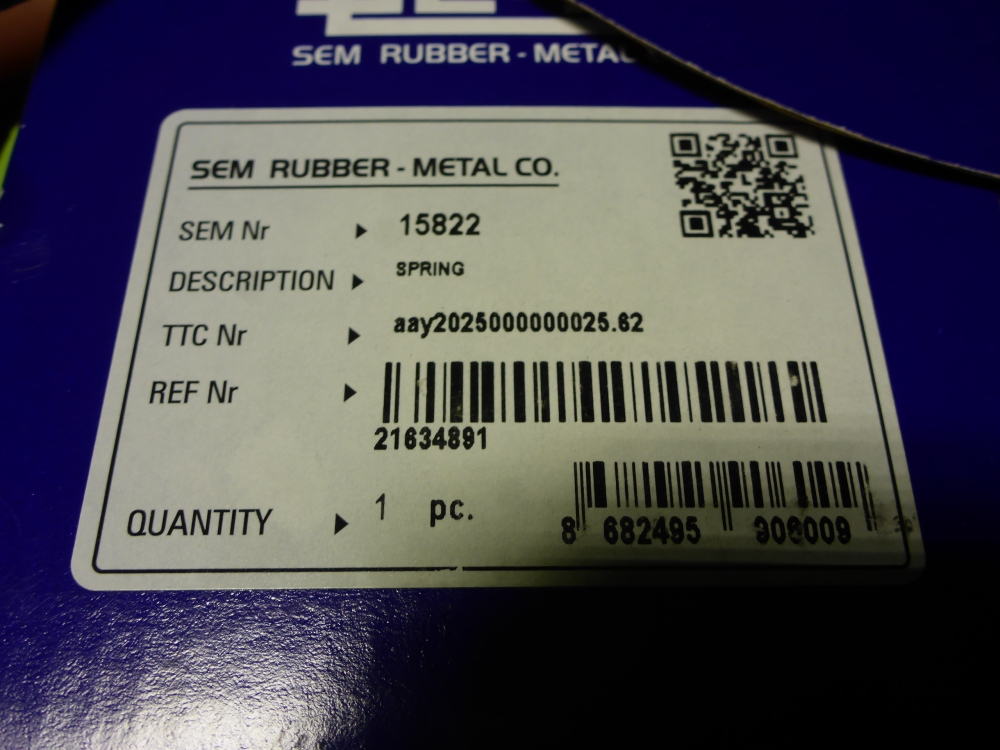 SEM RUBBER - METAL
SEM RUBBER - METAL CO.
SEM Nr ▶ 15822
DESCRIPTION ▶ SPRING
TTC Nr ▶ aay2025000000025.62
REF Nr ▶
21634891
QUANTITY ▶ 1 pc.
8 682495 906009